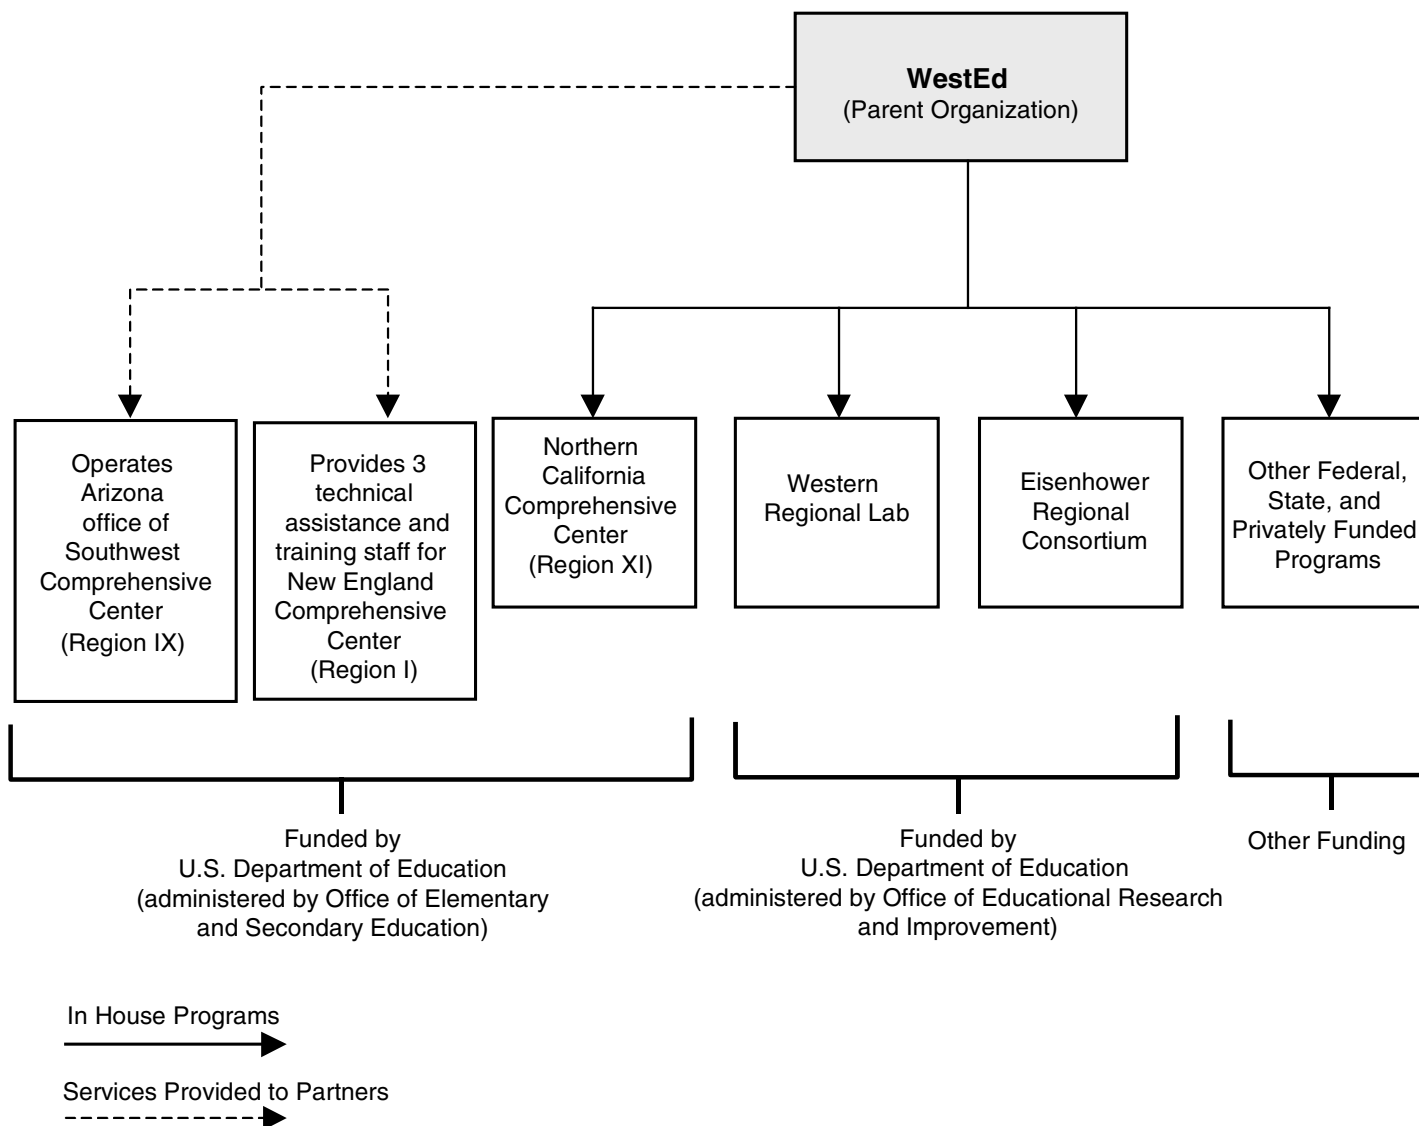 WestEd
(Parent Organization)
Operates
Arizona
office of
Southwest
Comprehensive
Center
(Region IX)
Provides 3
technical
assistance and
training staff for
New England
Comprehensive
Center
(Region I)
Northern
California
Comprehensive
Center
(Region XI)
Western
Regional Lab
Eisenhower
Regional
Consortium
Other Federal,
State, and
Privately Funded
Programs
Funded by
U.S. Department of Education
(administered by Office of Elementary
and Secondary Education)
Funded by
U.S. Department of Education
(administered by Office of Educational Research
and Improvement)
Other Funding
In House Programs
Services Provided to Partners